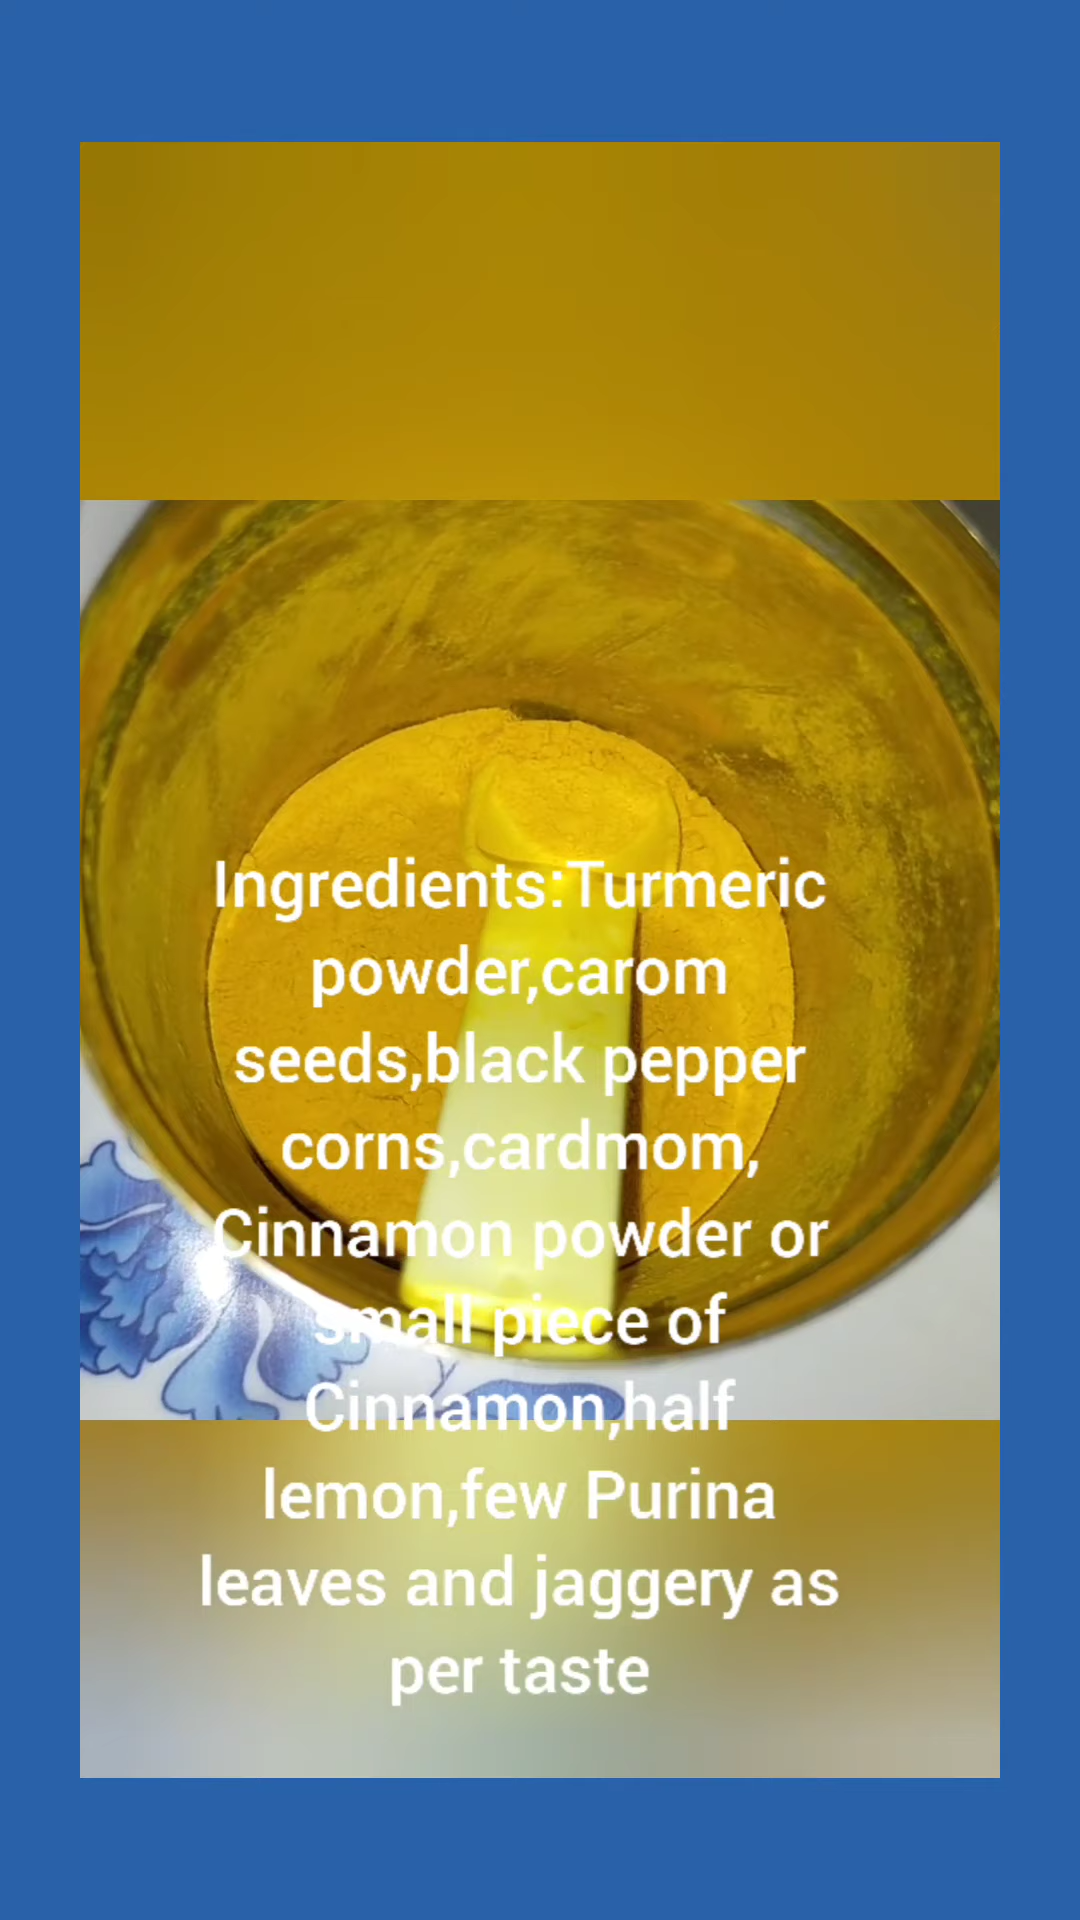 Ingredients:Turmeric
powder,carom
seeds,black pepper
corns,cardmom,
Cinnamon powder or
small piece of
Cinnamon,half
lemon,few Purina
leaves and jaggery as
per taste